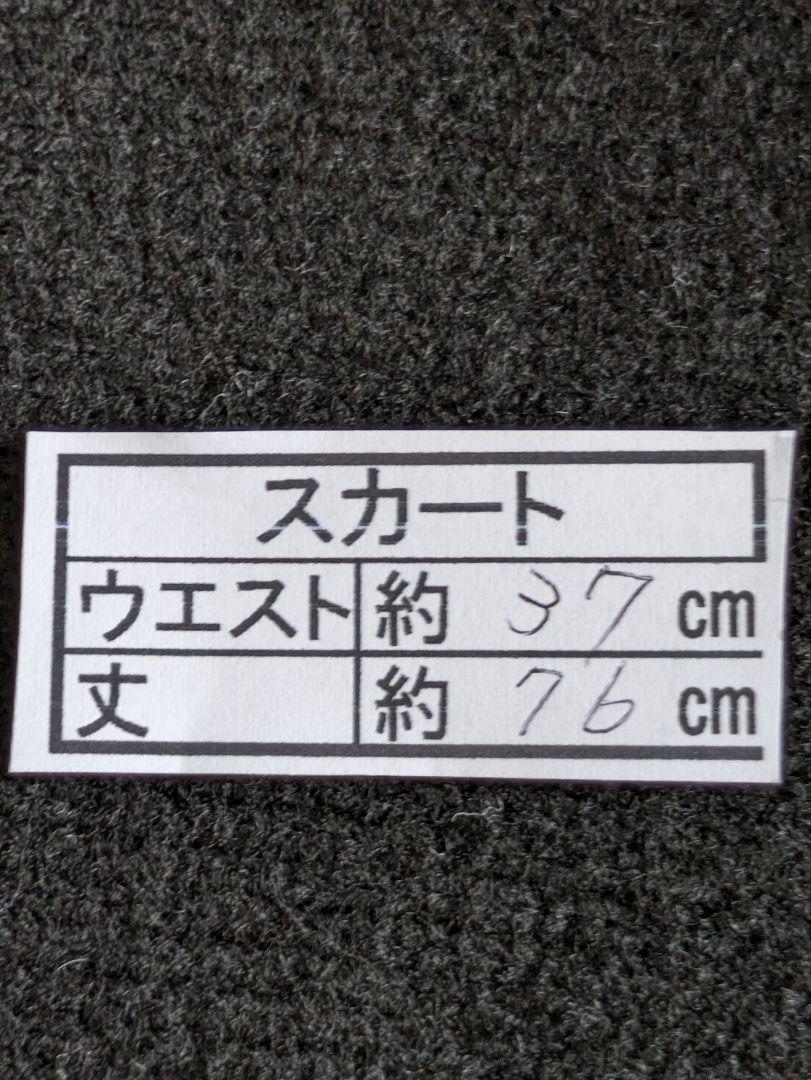 スカート
ウエスト 約 37 cm
丈 約 76 cm